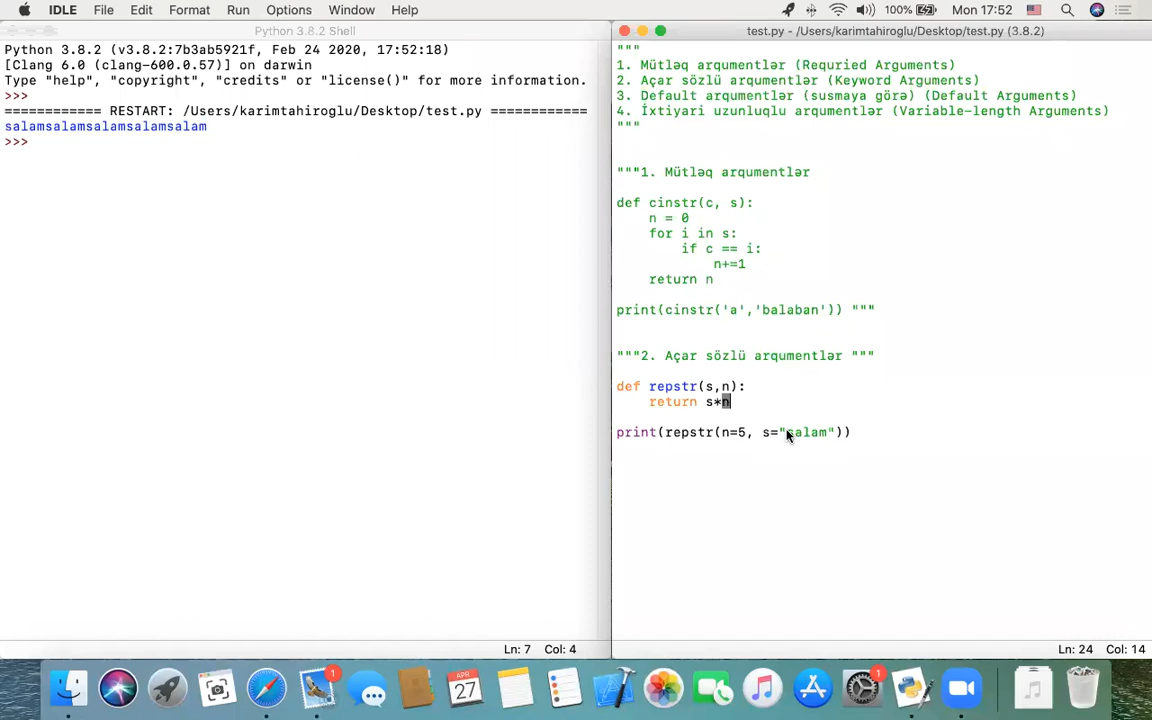 IDLE File Edit Format Run Options Window Help 100% Mon 17:52
Python 3.8.2 Shell
Python 3.8.2 (v3.8.2:7b3ab5921f, Feb 24 2020, 17:52:18)
[Clang 6.0 (clang-600.0.57)] on darwin
Type "help", "copyright", "credits" or "license()" for more information.
>>>
=========== RESTART: /Users/karimtahiroglu/Desktop/test.py ============
salamsalamsalamsalamsalam
>>>
Ln: 7 Col: 4
test.py - /Users/karimtahiroglu/Desktop/test.py (3.8.2)
"""
1. Mütləq arqumentlər (Requried Arguments)
2. Açar sözlü arqumentlər (Keyword Arguments)
3. Default arqumentlər (susmaya görə) (Default Arguments)
4. İxtiyari uzunluqlu arqumentlər (Variable-length Arguments)
"""
"""1. Mütləq arqumentlər
def cinstr(c, s):
    n = 0
    for i in s:
        if c == i:
            n+=1
    return n
print(cinstr('a','balaban')) """
"""2. Açar sözlü arqumentlər """
def repstr(s,n):
    return s*n
print(repstr(n=5, s="salam"))
Ln: 24 Col: 14
1
APR
27
1